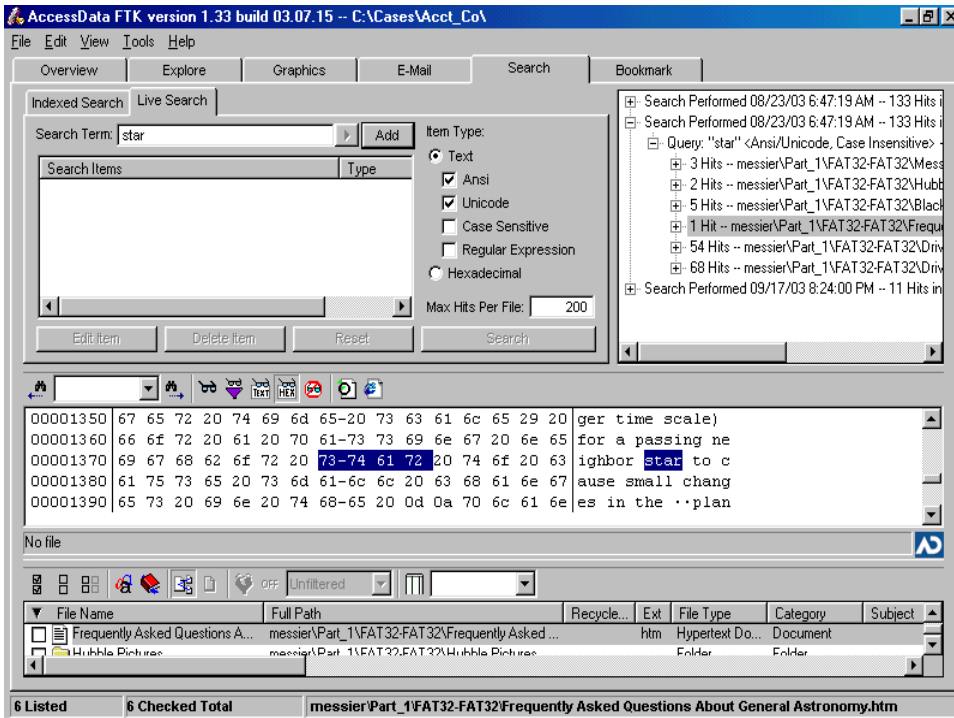 AccessData FTK version 1.33 build 03.07.15 -- C:\Cases\Acct_Co\
File Edit View Tools Help
Overview Explore Graphics E-Mail Search Bookmark
Indexed Search Live Search
Search Term: star Add
Search Items Type
Item Type:
Text
Ansi
Unicode
Case Sensitive
Regular Expression
Hexadecimal
Max Hits Per File: 200
Edit Item Delete Item Reset Search
Search Performed 08/23/03 6:47:19 AM -- 133 Hits i
Search Performed 08/23/03 6:47:19 AM -- 133 Hits i
Query: "star" <Ansi/Unicode, Case Insensitive> -
3 Hits -- messier\Part_1\FAT32-FAT32\Mess
2 Hits -- messier\Part_1\FAT32-FAT32\Hubb
5 Hits -- messier\Part_1\FAT32-FAT32\Black
1 Hit -- messier\Part_1\FAT32-FAT32\Freque
54 Hits -- messier\Part_1\FAT32-FAT32\Driv
68 Hits -- messier\Part_1\FAT32-FAT32\Driv
Search Performed 09/17/03 8:24:00 PM -- 11 Hits in
TEXT HEX
00001350 67 65 72 20 74 69 6d 65-20 73 63 61 6c 65 29 20 ger time scale)
00001360 66 6f 72 20 61 20 70 61-73 73 69 6e 67 20 6e 65 for a passing ne
00001370 69 67 68 62 6f 72 20 73-74 61 72 20 74 6f 20 63 ighbor star to c
00001380 61 75 73 65 20 73 6d 61-6c 6c 20 63 68 61 6e 67 ause small chang
00001390 65 73 20 69 6e 20 74 68-65 20 0d 0a 70 6c 61 6e es in the ··plan
No file
OFF Unfiltered
File Name Full Path Recycle... Ext File Type Category Subject
Frequently Asked Questions A... messier\Part_1\FAT32-FAT32\Frequently Asked ... htm Hypertext Do... Document
Hubble Pictures messier\Part_1\FAT32-FAT32\Hubble Pictures Folder Folder
6 Listed 6 Checked Total messier\Part_1\FAT32-FAT32\Frequently Asked Questions About General Astronomy.htm